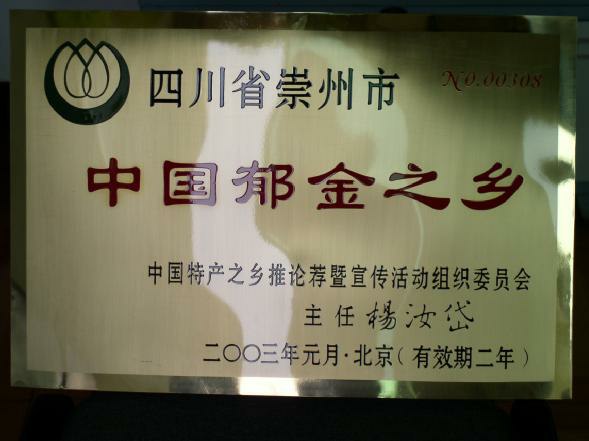 四川省崇州市
NO.00308
中国郁金之乡
中国特产之乡推论荐暨宣传活动组织委员会
主任 楊汝岱
二〇〇三年元月·北京(有效期二年)